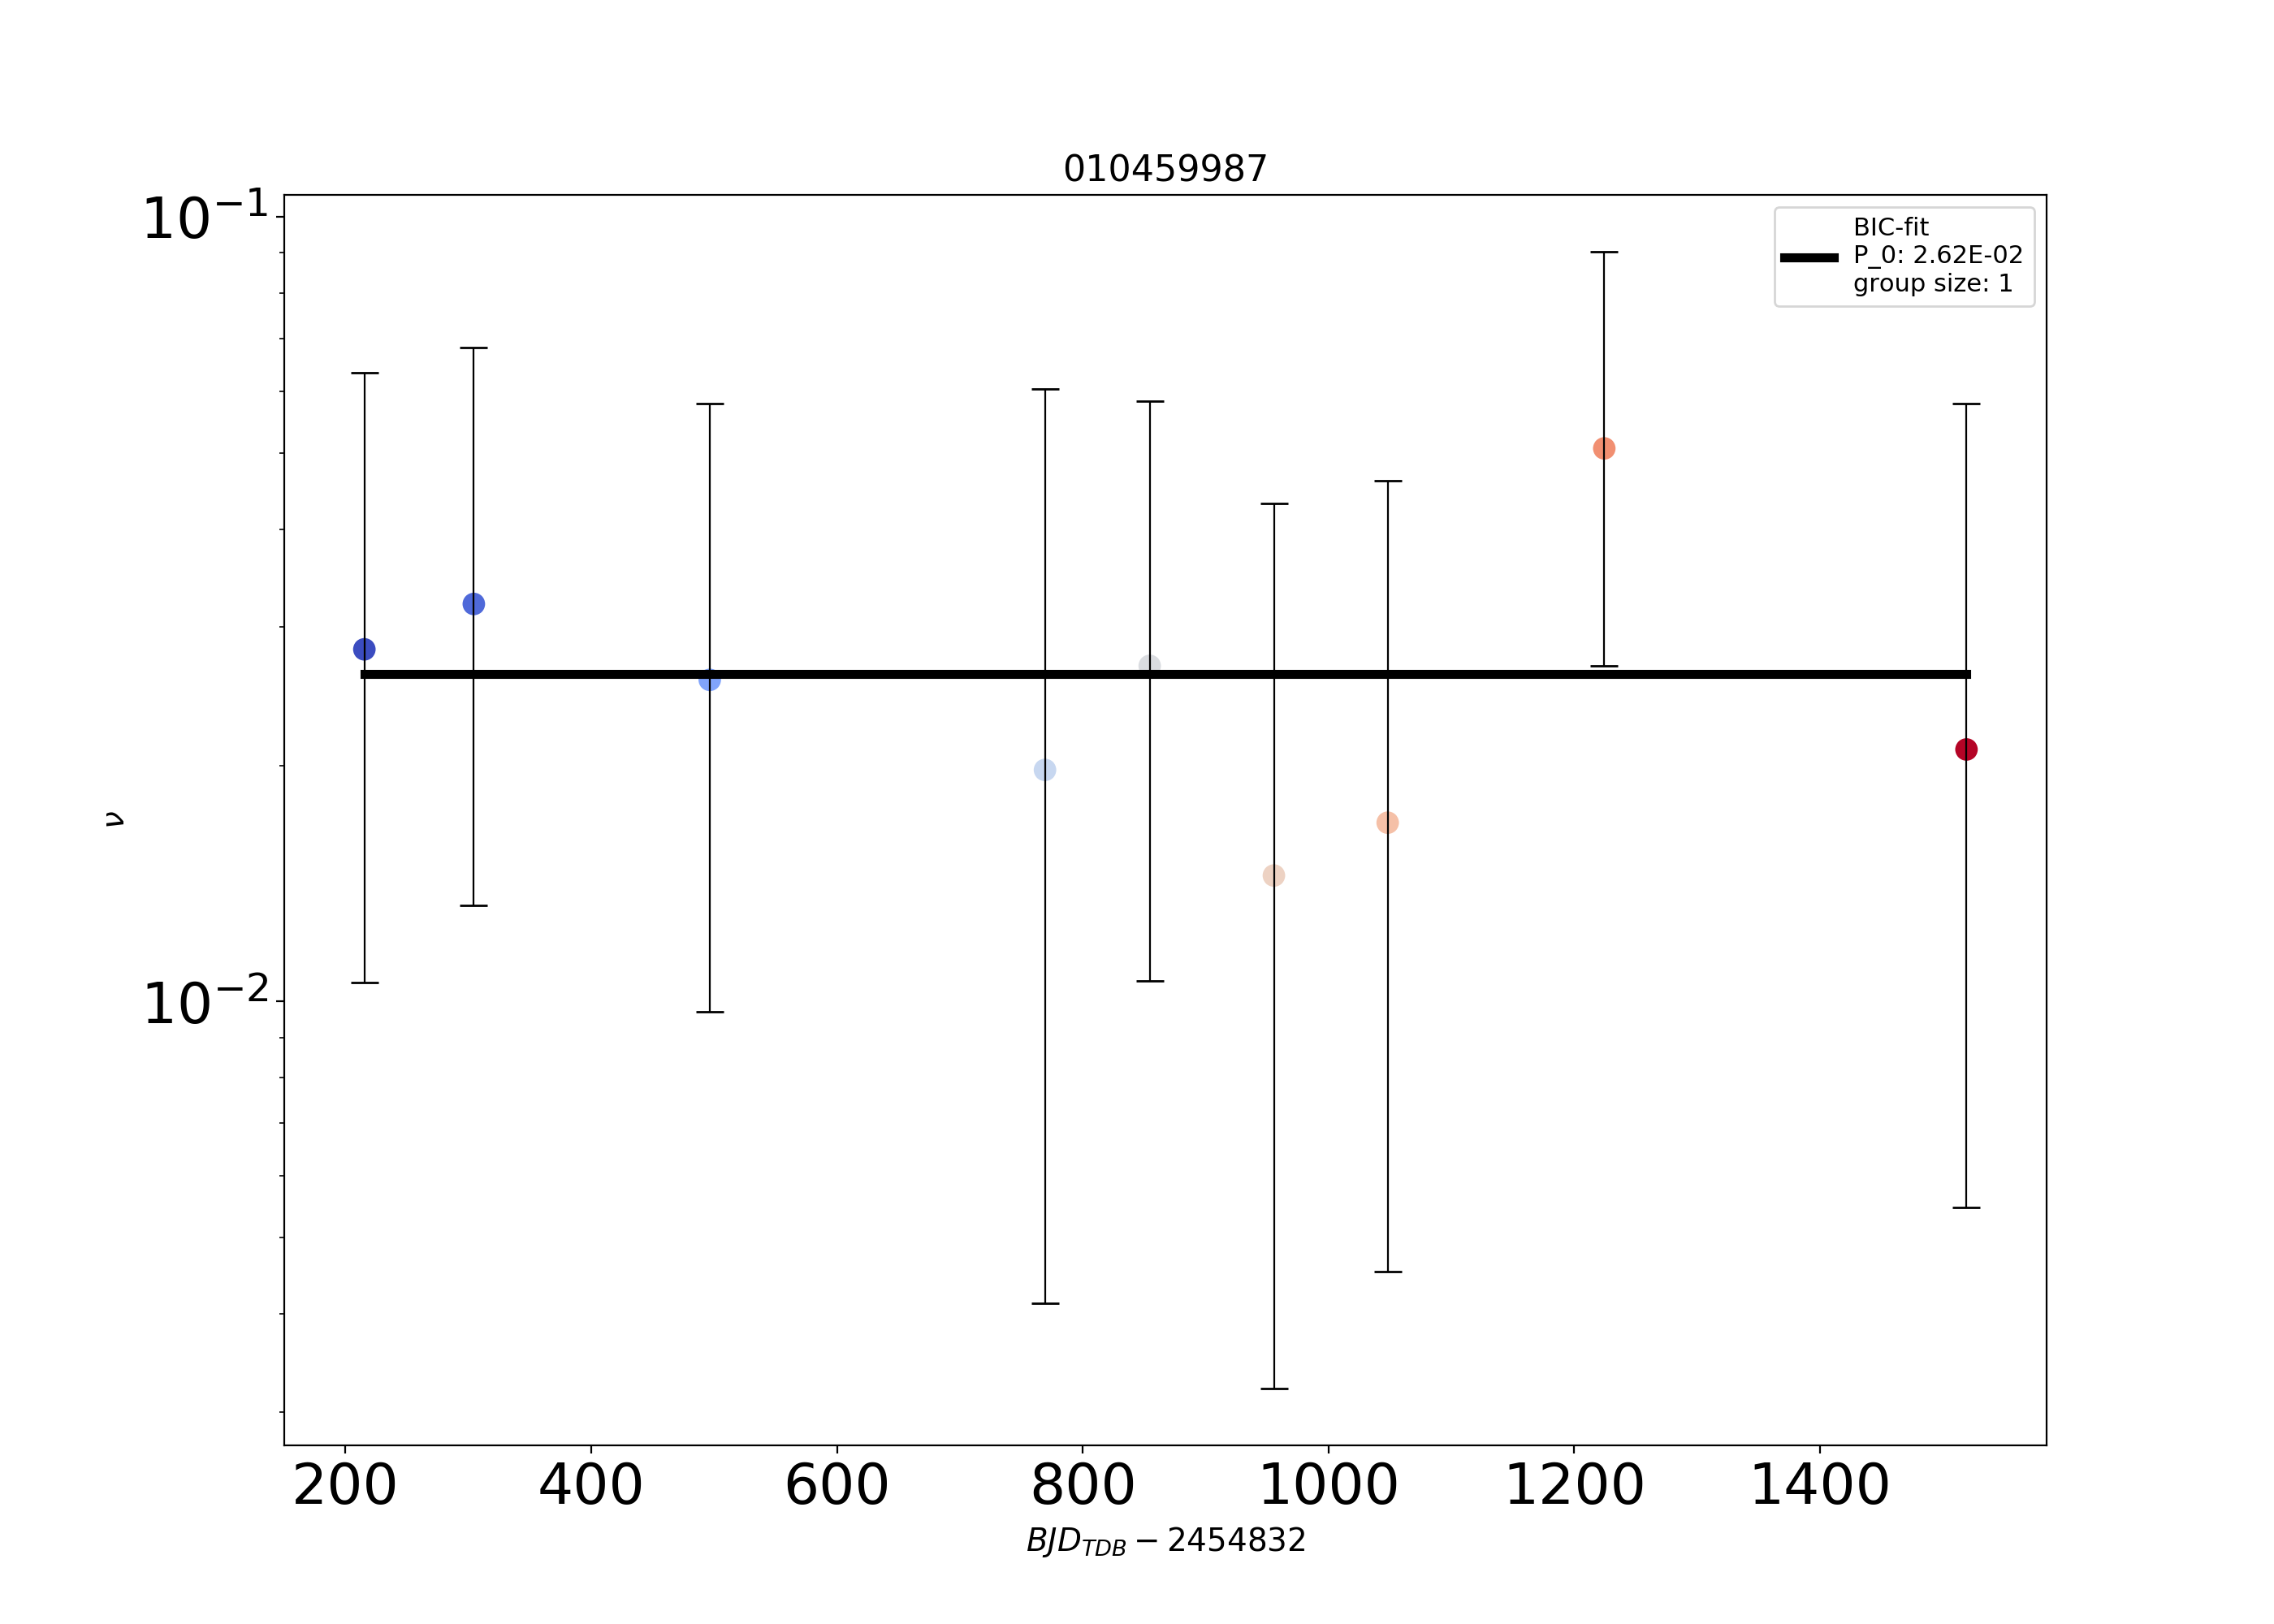 010459987
BIC-fit
P_0: 2.62E-02
group size: 1
10⁻¹
10⁻²
ν
200 400 600 800 1000 1200 1400
BJD_TDB − 2454832